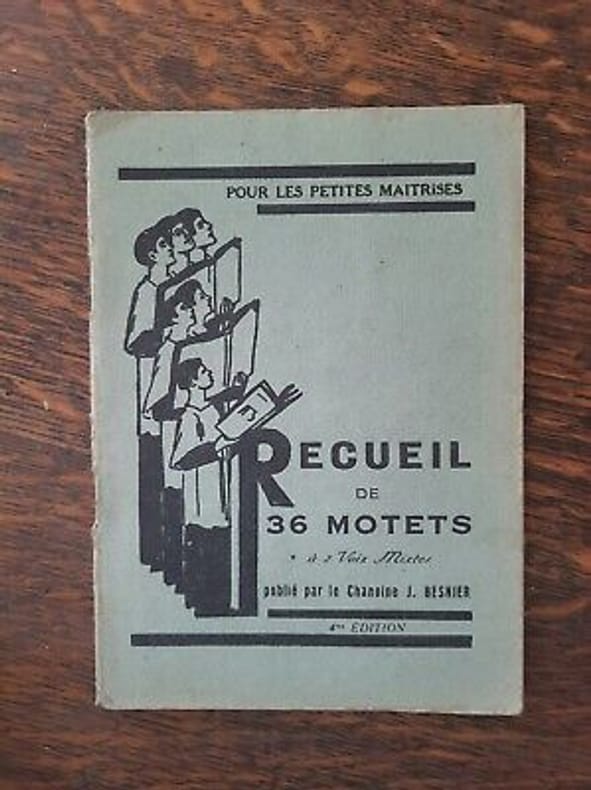 POUR LES PETITES MAITRISES
RECUEIL
DE
36 MOTETS
à 2 Voix Mixtes
publié par le Chanoine J. BESNIER
4me ÉDITION